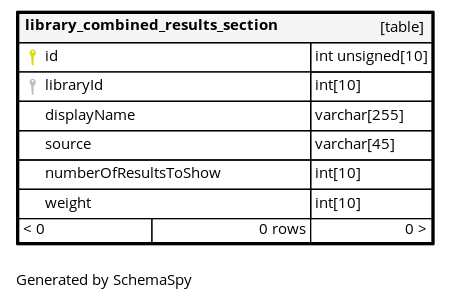 library_combined_results_section [table]
id int unsigned[10]
libraryId int[10]
displayName varchar[255]
source varchar[45]
numberOfResultsToShow int[10]
weight int[10]
< 0 0 rows 0 >
Generated by SchemaSpy